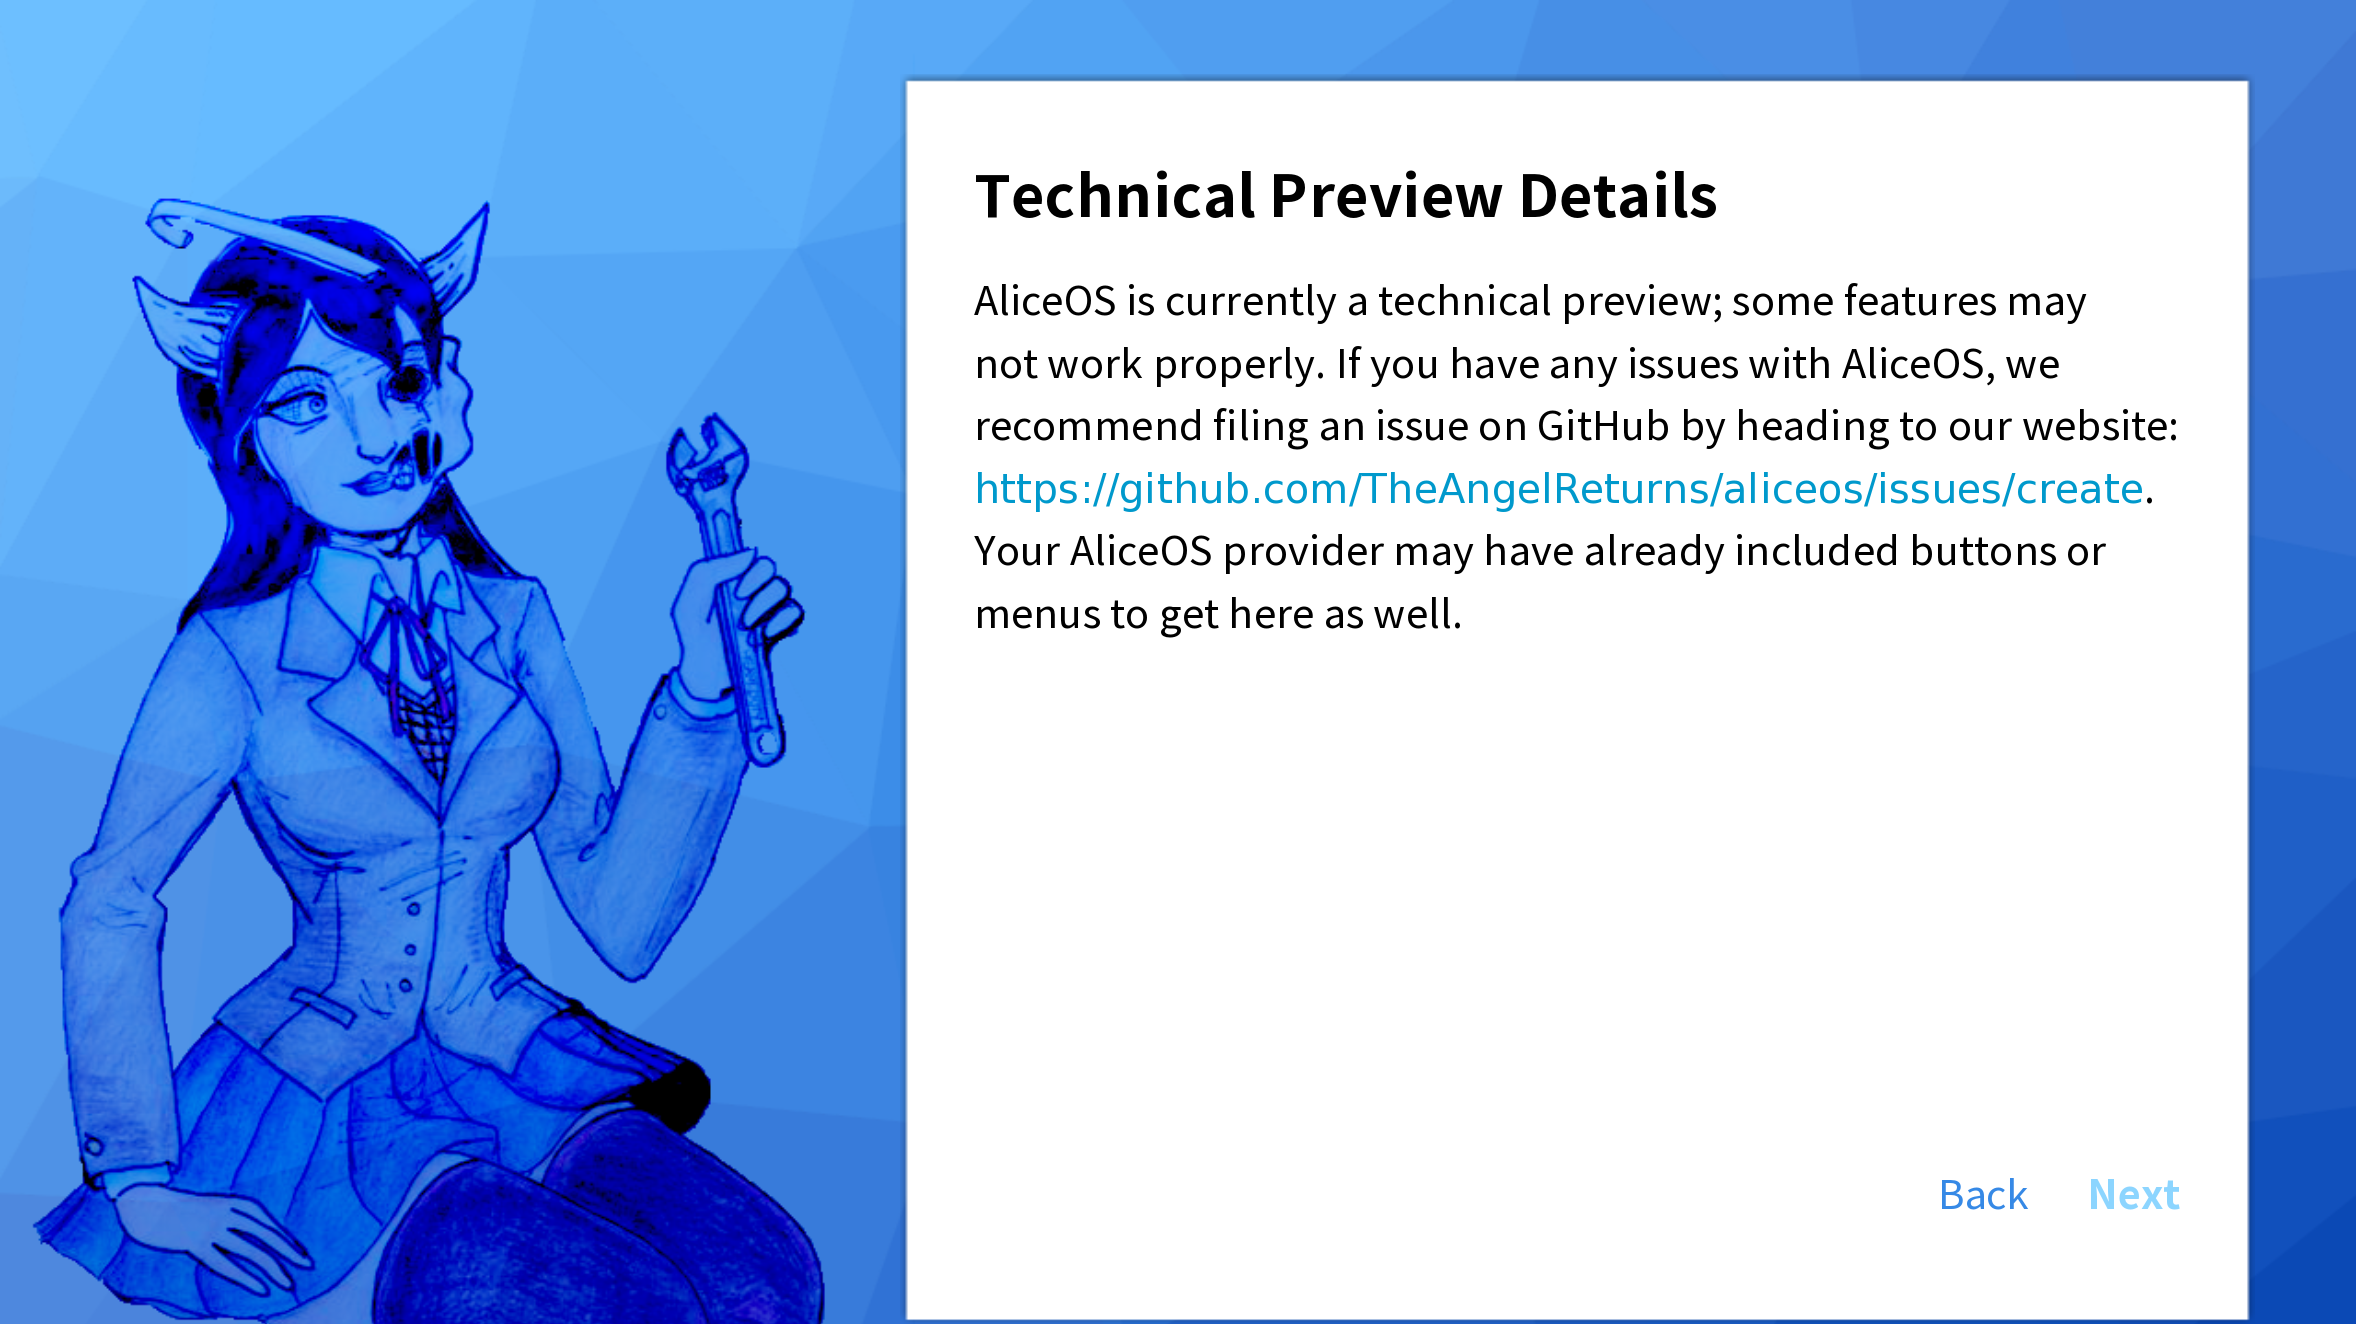 Technical Preview Details
AliceOS is currently a technical preview; some features may
not work properly. If you have any issues with AliceOS, we
recommend filing an issue on GitHub by heading to our website:
https://github.com/TheAngelReturns/aliceos/issues/create.
Your AliceOS provider may have already included buttons or
menus to get here as well.
Back Next